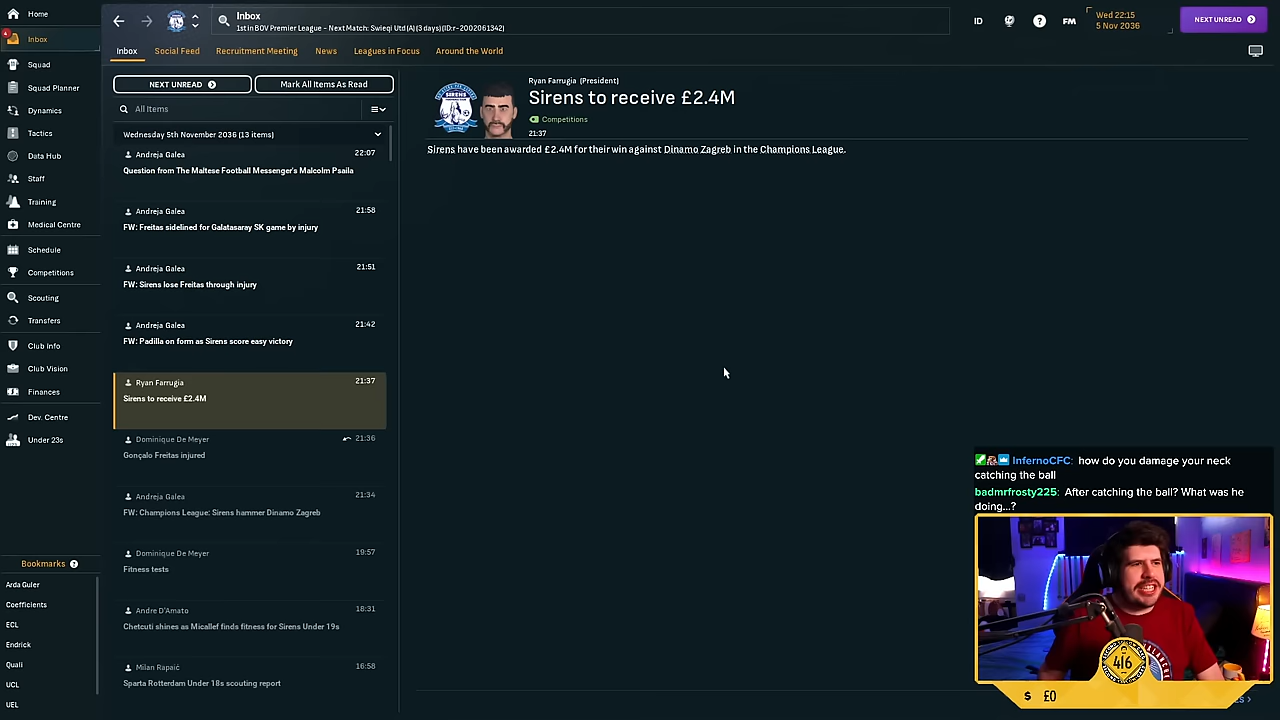 Home
Inbox
Squad
Squad Planner
Dynamics
Tactics
Data Hub
Staff
Training
Medical Centre
Schedule
Competitions
Scouting
Transfers
Club Info
Club Vision
Finances
Dev. Centre
Under 23s
Bookmarks
Arda Guler
Coefficients
ECL
Endrick
Quali
UCL
UEL
Inbox
1st in BOV Premier League - Next Match: Swieqi Utd (A) (3 days) (ID:r-2002061342)
ID
FM
Wed 22:15
5 Nov 2036
NEXT UNREAD
Inbox Social Feed Recruitment Meeting News Leagues in Focus Around the World
NEXT UNREAD
Mark All Items As Read
All Items
Wednesday 5th November 2036 (13 items)
Andreja Galea 22:07
Question from The Maltese Football Messenger's Malcolm Psaila
Andreja Galea 21:58
FW: Freitas sidelined for Galatasaray SK game by injury
Andreja Galea 21:51
FW: Sirens lose Freitas through injury
Andreja Galea 21:42
FW: Padilla on form as Sirens score easy victory
Ryan Farrugia 21:37
Sirens to receive £2.4M
Dominique De Meyer 21:36
Gonçalo Freitas injured
Andreja Galea 21:34
FW: Champions League: Sirens hammer Dinamo Zagreb
Dominique De Meyer 19:57
Fitness tests
Andre D'Amato 18:31
Chetcuti shines as Micallef finds fitness for Sirens Under 19s
Milan Rapaić 16:58
Sparta Rotterdam Under 18s scouting report
Ryan Farrugia (President)
Sirens to receive £2.4M
Competitions
21:37
Sirens have been awarded £2.4M for their win against Dinamo Zagreb in the Champions League.
InfernoCFC: how do you damage your neck
catching the ball
badmrfrosty225: After catching the ball? What was he
doing...?
416
$ £0